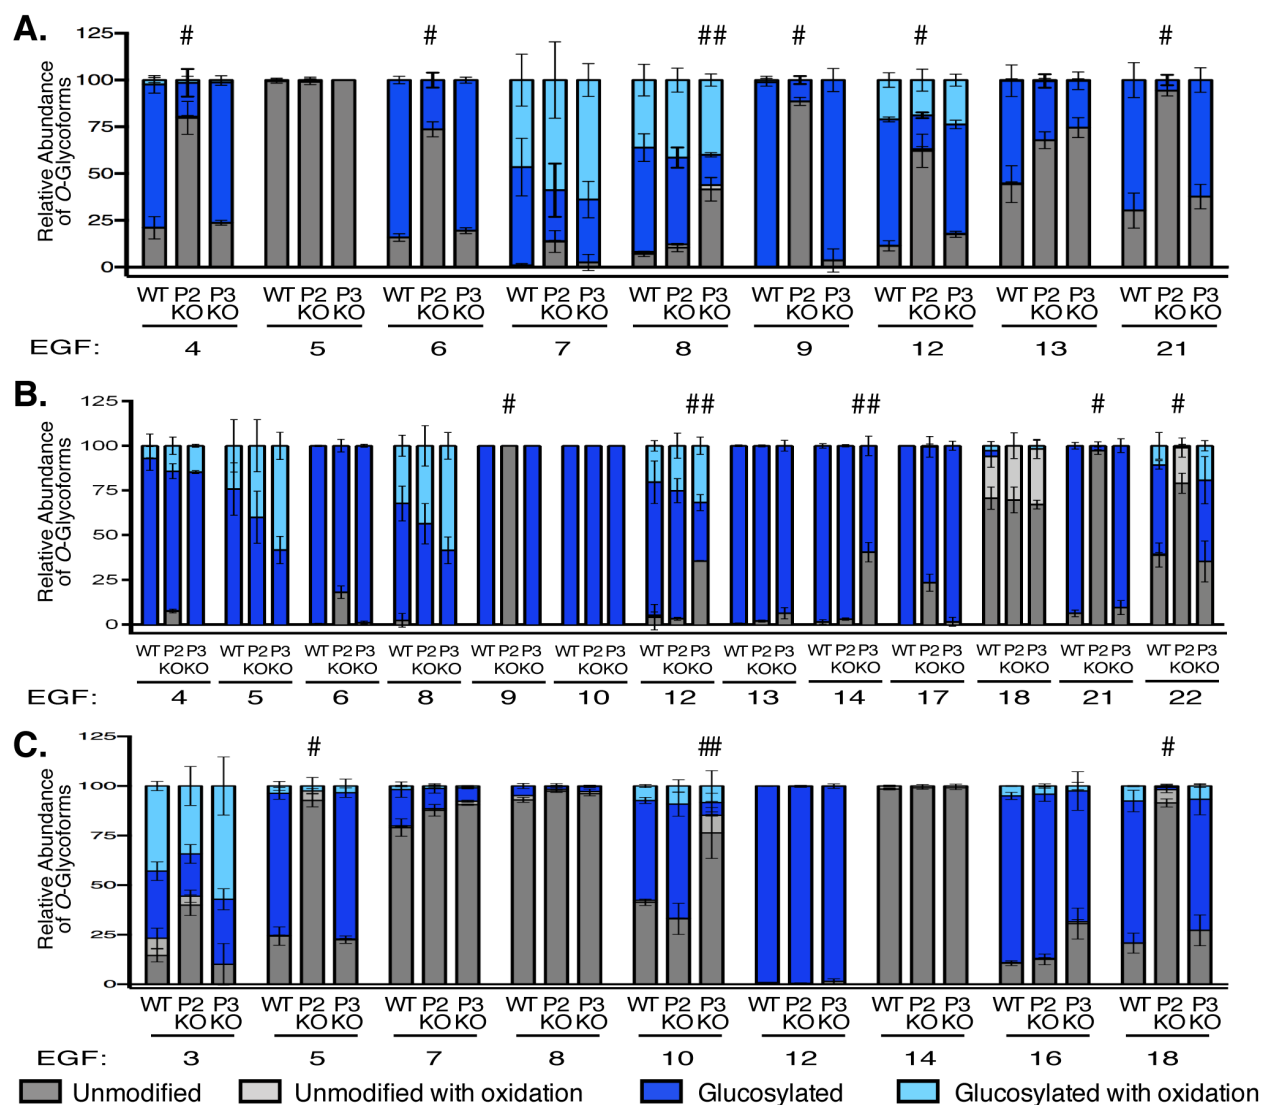 A.
Relative Abundance
of O-Glycoforms
125
100
75
50
25
0
# # ## # # #
WT P2 P3 WT P2 P3 WT P2 P3 WT P2 P3 WT P2 P3 WT P2 P3 WT P2 P3 WT P2 P3 WT P2 P3
KO KO KO KO KO KO KO KO KO KO KO KO KO KO KO KO KO KO
EGF: 4 5 6 7 8 9 12 13 21
B.
Relative Abundance
of O-Glycoforms
125
100
75
50
25
0
# ## ## # #
WT P2 P3 WT P2 P3 WT P2 P3 WT P2 P3 WT P2 P3 WT P2 P3 WT P2 P3 WT P2 P3 WT P2 P3 WT P2 P3 WT P2 P3 WT P2 P3 WT P2 P3
KOKO KOKO KOKO KOKO KOKO KOKO KOKO KOKO KOKO KOKO KOKO KOKO KOKO
EGF: 4 5 6 8 9 10 12 13 14 17 18 21 22
C.
Relative Abundance
of O-Glycoforms
125
100
75
50
25
0
# ## #
WT P2 P3 WT P2 P3 WT P2 P3 WT P2 P3 WT P2 P3 WT P2 P3 WT P2 P3 WT P2 P3 WT P2 P3
KO KO KO KO KO KO KO KO KO KO KO KO KO KO KO KO KO KO
EGF: 3 5 7 8 10 12 14 16 18
Unmodified Unmodified with oxidation Glucosylated Glucosylated with oxidation